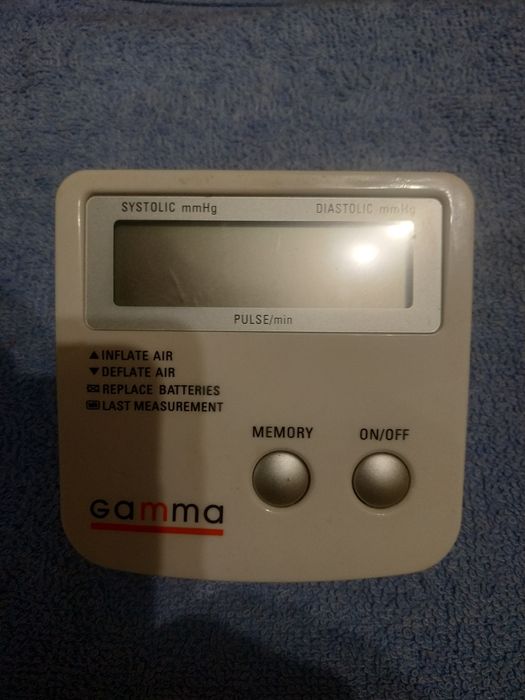 SYSTOLIC mmHg DIASTOLIC mmHg
PULSE/min
▲ INFLATE AIR
▼ DEFLATE AIR
REPLACE BATTERIES
M LAST MEASUREMENT
MEMORY ON/OFF
Gamma